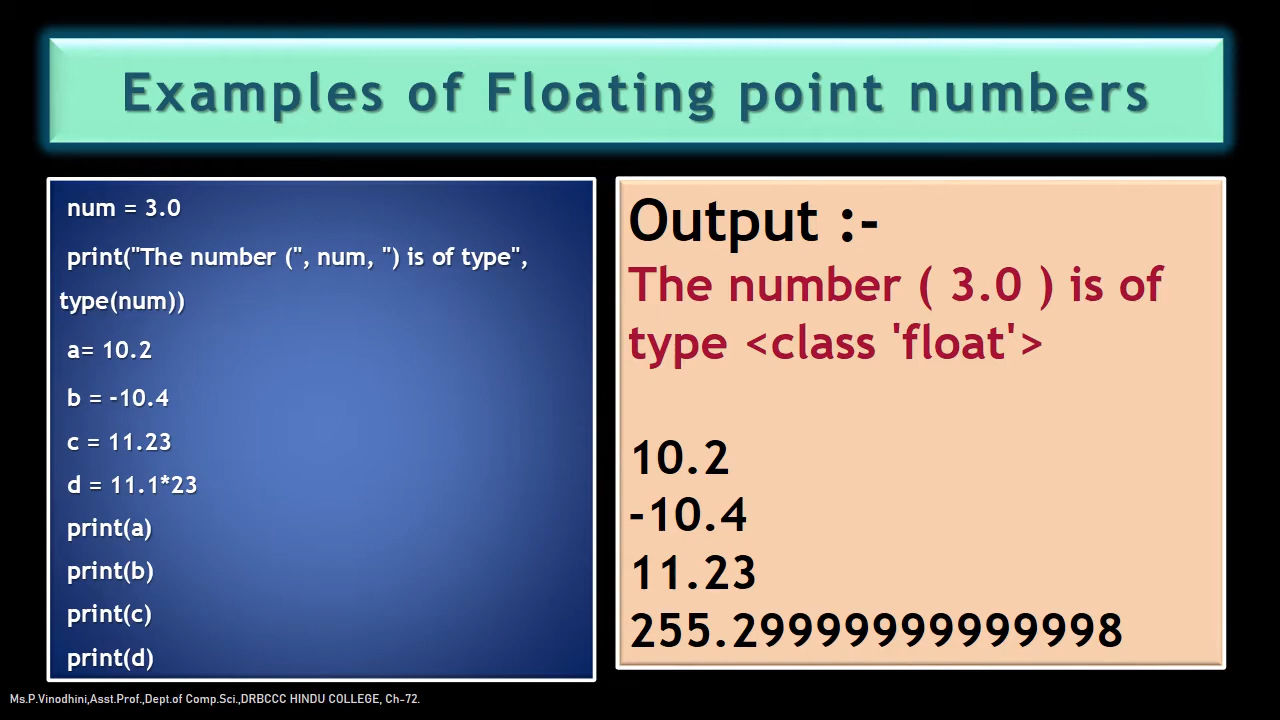 Examples of Floating point numbers
num = 3.0
print("The number (", num, ") is of type",
type(num))
a= 10.2
b = -10.4
c = 11.23
d = 11.1*23
print(a)
print(b)
print(c)
print(d)
Output :-
The number ( 3.0 ) is of
type <class 'float'>
10.2
-10.4
11.23
255.29999999999998
Ms.P.Vinodhini,Asst.Prof.,Dept.of Comp.Sci.,DRBCCC HINDU COLLEGE, Ch-72.